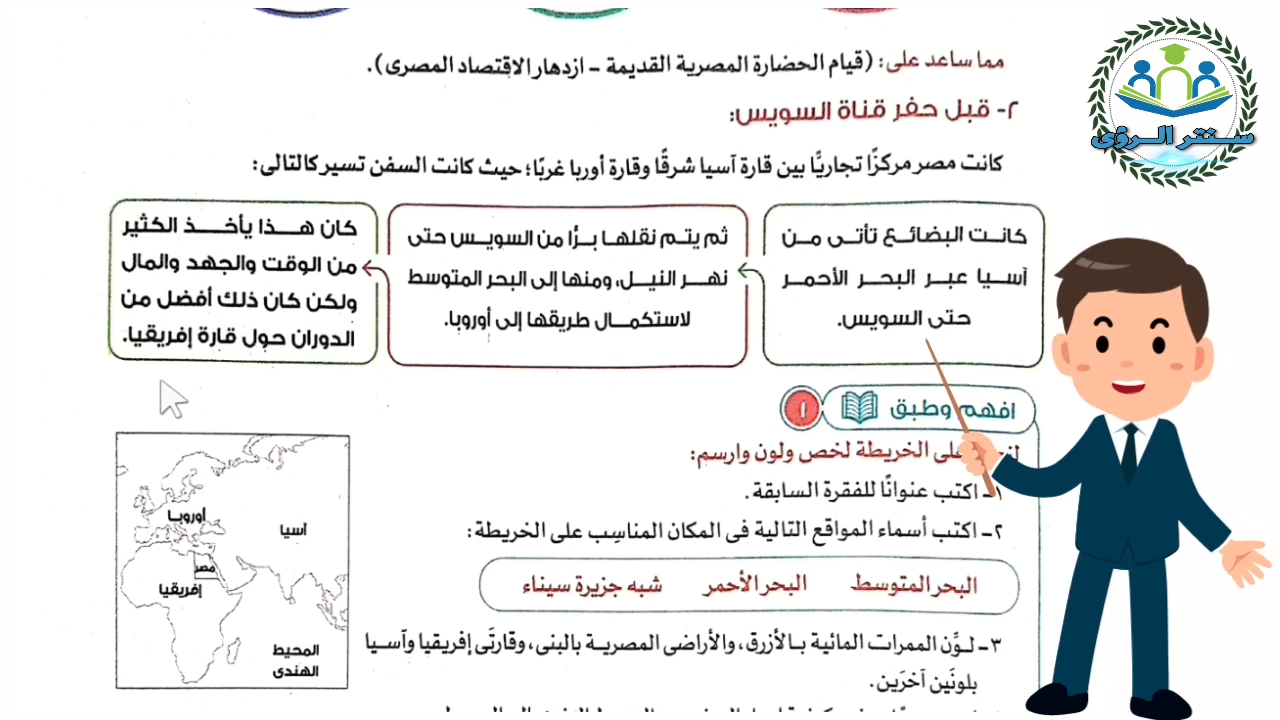 مما ساعد على: (قيام الحضارة المصرية القديمة - ازدهار الاقتصاد المصرى).
٢- قبل حفر قناة السويس:
كانت مصر مركزًا تجاريًّا بين قارة آسيا شرقًا وقارة أوربا غربًا؛ حيث كانت السفن تسير كالتالى:
كانت البضائع تأتى من
آسيا عبر البحر الأحمر
حتى السويس.
ثم يتم نقلها برًّا من السويس حتى
نهر النيل، ومنها إلى البحر المتوسط
لاستكمال طريقها إلى أوروبا.
كان هذا يأخذ الكثير
من الوقت والجهد والمال
ولكن كان ذلك أفضل من
الدوران حول قارة إفريقيا.
افهم وطبق ١
على الخريطة لخص ولون وارسم:
١- اكتب عنوانًا للفقرة السابقة.
٢- اكتب أسماء المواقع التالية فى المكان المناسِب على الخريطة:
البحر المتوسط البحر الأحمر شبه جزيرة سيناء
٣- لوِّن الممرات المائية بالأزرق، والأراضى المصرية بالبنى، وقارتَى إفريقيا وآسيا
بلونَين آخرَين.
أوروبا
آسيا
مصر
إفريقيا
المحيط
الهندى
سنتر الرؤى